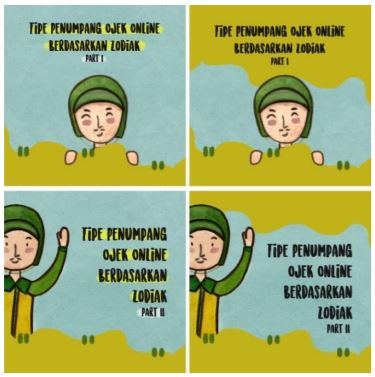 TIPE PENUMPANG OJEK ONLINE
BERDASARKAN ZODIAK
PART I
TIPE PENUMPANG OJEK ONLINE
BERDASARKAN ZODIAK
PART I
TIPE PENUMPANG
OJEK ONLINE
BERDASARKAN
ZODIAK
PART II
TIPE PENUMPANG
OJEK ONLINE
BERDASARKAN
ZODIAK
PART II